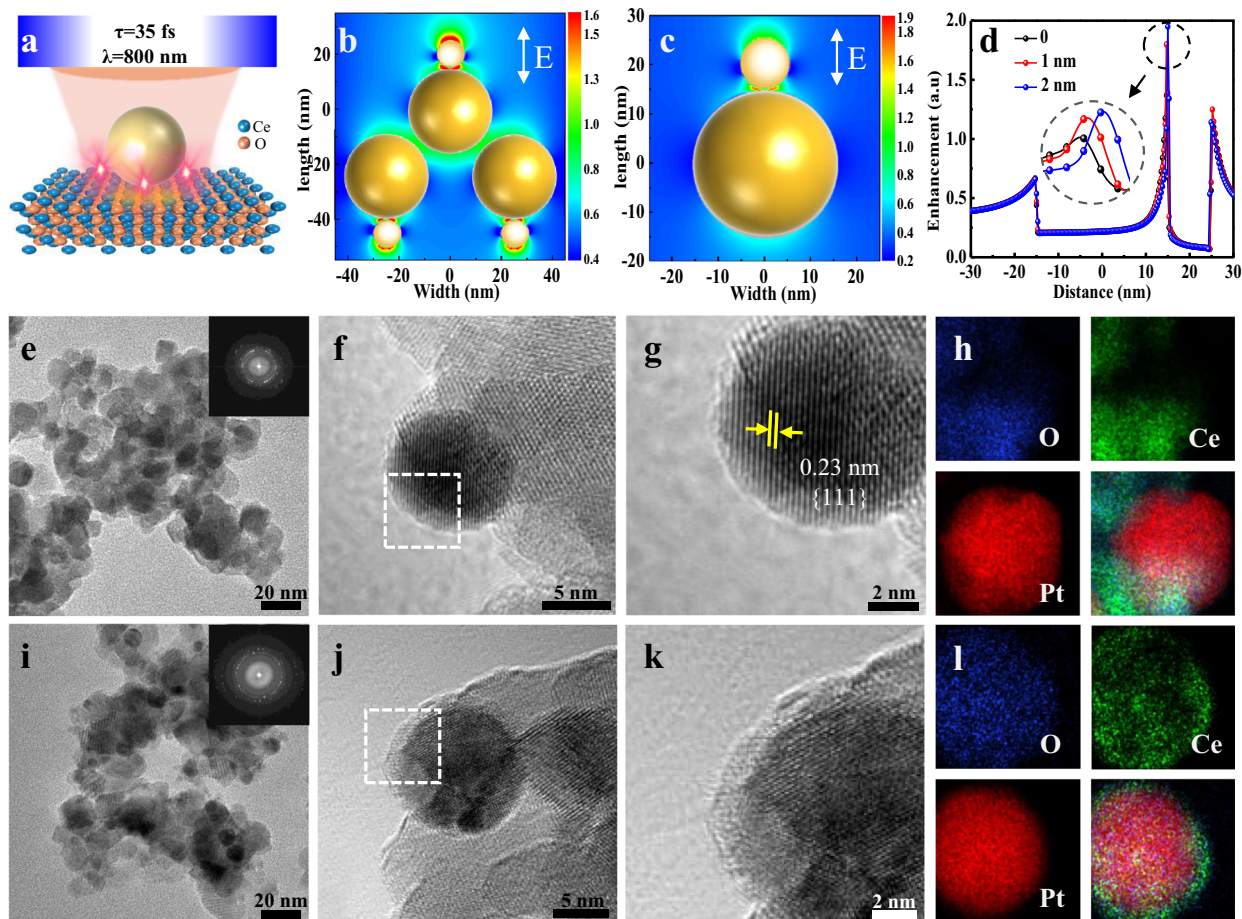 a
τ=35 fs
λ=800 nm
Ce
O
b
E
length (nm)
20
0
-20
-40
-40
-20
0
20
40
Width (nm)
1.6
1.5
1.3
1.1
0.9
0.8
0.6
0.4
c
E
length (nm)
30
20
10
0
-10
-20
-20
-10
0
10
20
Width (nm)
1.9
1.7
1.5
1.3
1.1
0.8
0.6
0.4
0.2
d
0
1 nm
2 nm
Enhancement (a.u)
2.0
1.5
1.0
0.5
0.0
-30
-20
-10
0
10
20
30
Distance (nm)
e
20 nm
f
5 nm
g
0.23 nm
{111}
2 nm
h
O
Ce
Pt
i
20 nm
j
5 nm
k
2 nm
l
O
Ce
Pt